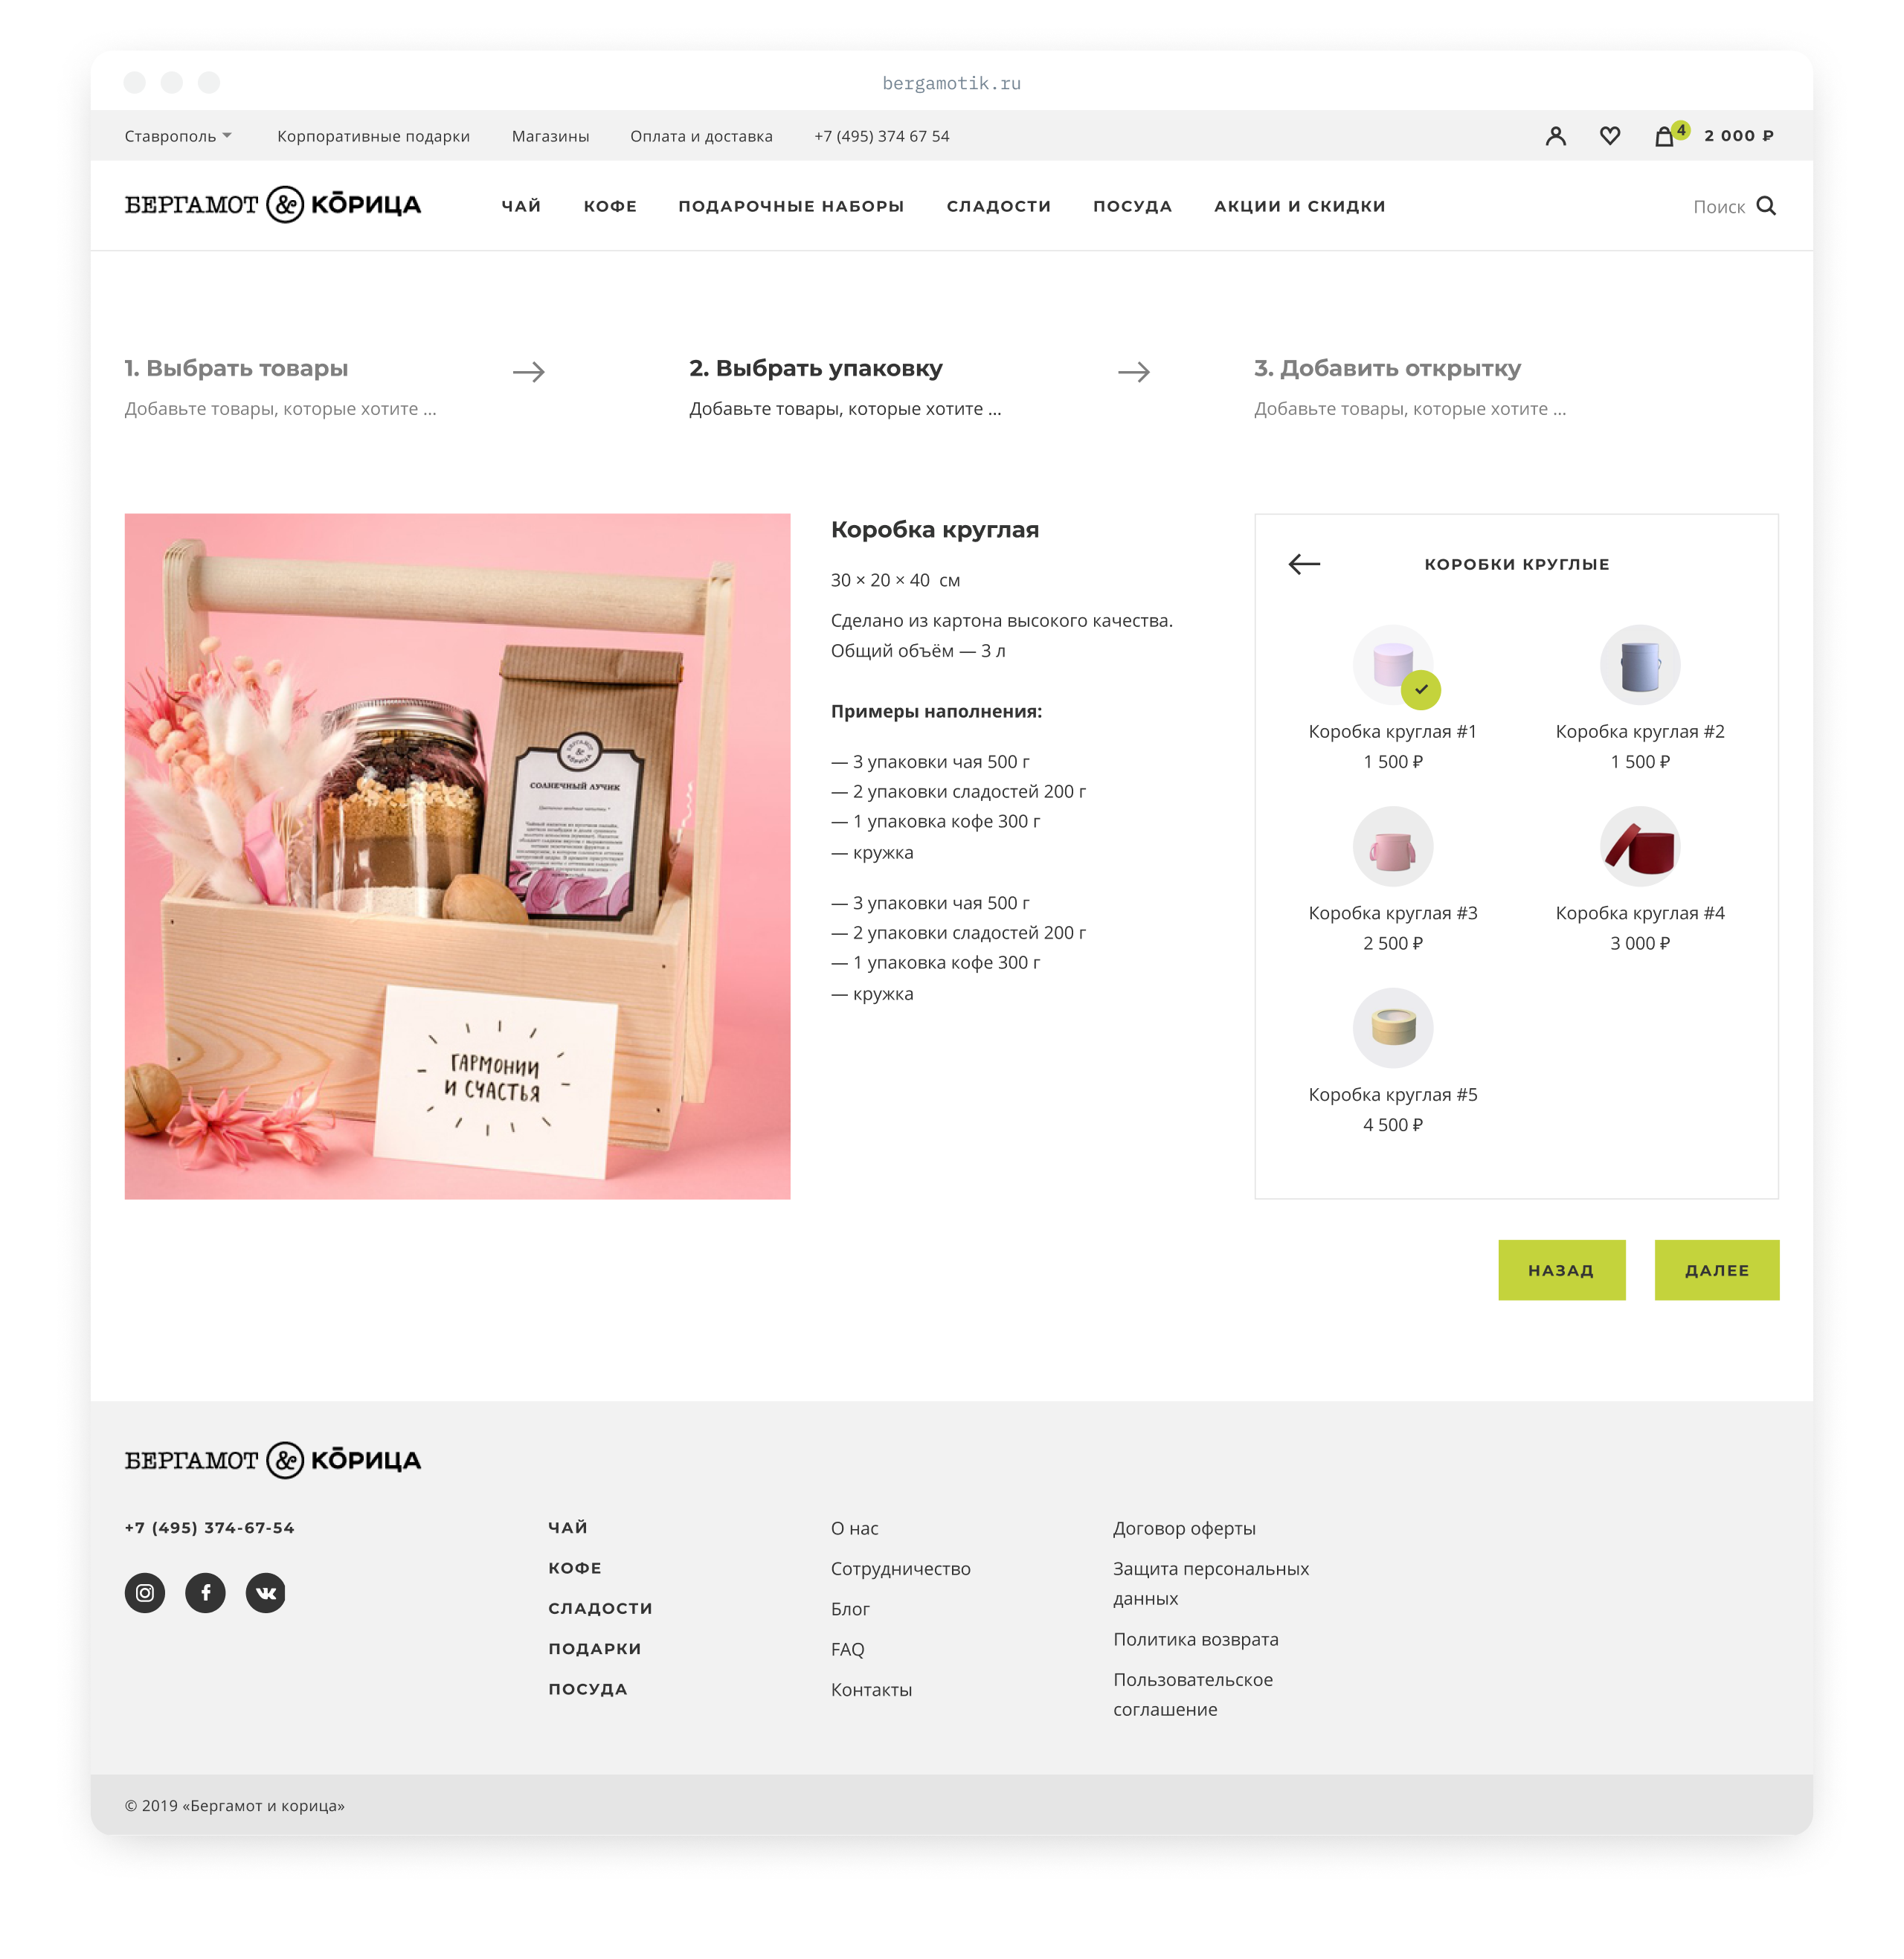 bergamotik.ru
Ставрополь
Корпоративные подарки
Магазины
Оплата и доставка
+7 (495) 374 67 54
4
2 000 ₽
БЕРГАМОТ & КО̄РИЦА
ЧАЙ
КОФЕ
ПОДАРОЧНЫЕ НАБОРЫ
СЛАДОСТИ
ПОСУДА
АКЦИИ И СКИДКИ
Поиск
1. Выбрать товары
Добавьте товары, которые хотите ...
2. Выбрать упаковку
Добавьте товары, которые хотите ...
3. Добавить открытку
Добавьте товары, которые хотите ...
БЕРГАМОТ
&
КО̄РИЦА
СОЛНЕЧНЫЙ ЛУЧИК
ГАРМОНИИ
И СЧАСТЬЯ
Коробка круглая
30 × 20 × 40 см
Сделано из картона высокого качества.
Общий объём — 3 л
Примеры наполнения:
— 3 упаковки чая 500 г
— 2 упаковки сладостей 200 г
— 1 упаковка кофе 300 г
— кружка
— 3 упаковки чая 500 г
— 2 упаковки сладостей 200 г
— 1 упаковка кофе 300 г
— кружка
КОРОБКИ КРУГЛЫЕ
Коробка круглая #1
1 500 ₽
Коробка круглая #2
1 500 ₽
Коробка круглая #3
2 500 ₽
Коробка круглая #4
3 000 ₽
Коробка круглая #5
4 500 ₽
НАЗАД
ДАЛЕЕ
БЕРГАМОТ & КО̄РИЦА
+7 (495) 374-67-54
ЧАЙ
КОФЕ
СЛАДОСТИ
ПОДАРКИ
ПОСУДА
О нас
Сотрудничество
Блог
FAQ
Контакты
Договор оферты
Защита персональных
данных
Политика возврата
Пользовательское
соглашение
© 2019 «Бергамот и корица»